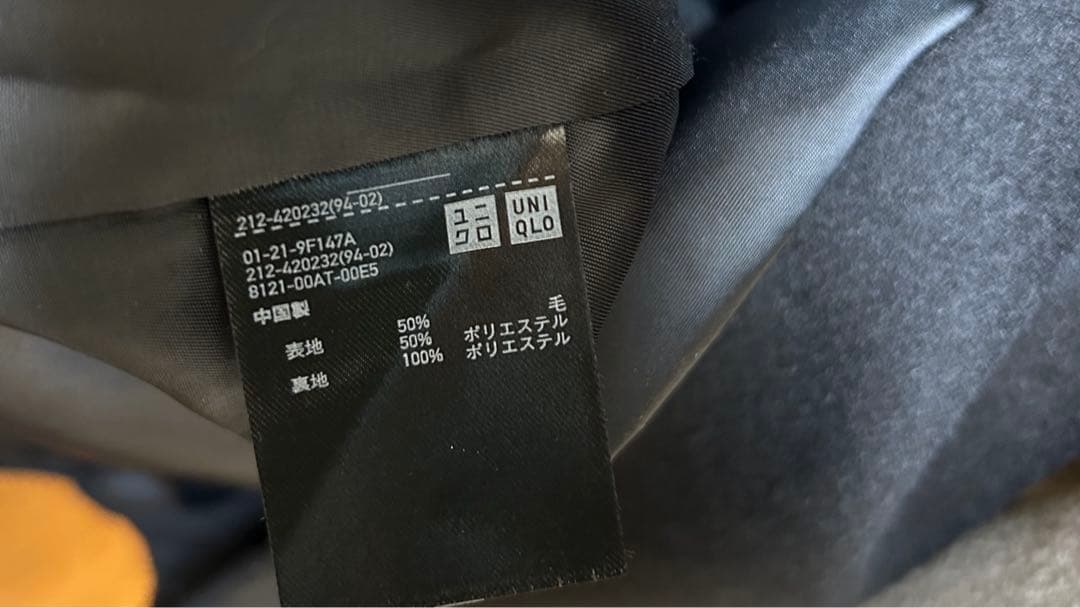 212-420232(94-02)
ユニ
クロ
UNI
QLO
01-21-9F147A
212-420232(94-02)
8121-00AT-00E5
中国製
表地 50% 毛
50% ポリエステル
裏地 100% ポリエステル